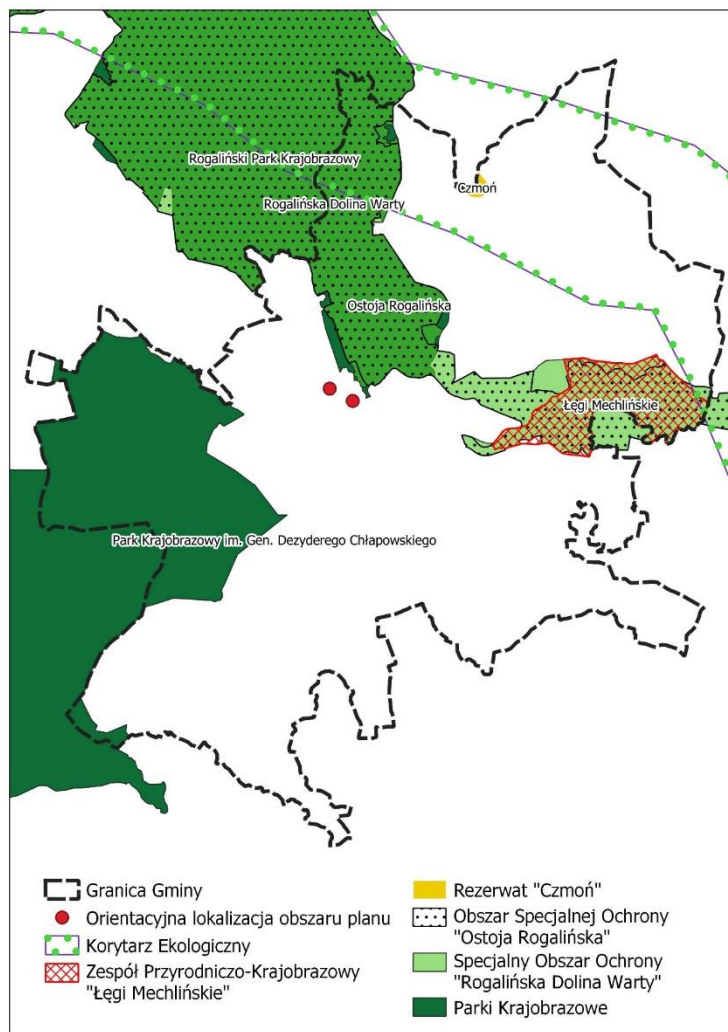 Rogaliński Park Krajobrazowy
Czmoń
Rogalińska Dolina Warty
Ostoja Rogalińska
Łęgi Mechlińskie
Park Krajobrazowy im. Gen. Dezyderego Chłapowskiego
Granica Gminy
Orientacyjna lokalizacja obszaru planu
Korytarz Ekologiczny
Zespół Przyrodniczo-Krajobrazowy
"Łęgi Mechlińskie"
Rezerwat "Czmoń"
Obszar Specjalnej Ochrony
"Ostoja Rogalińska"
Specjalny Obszar Ochrony
"Rogalińska Dolina Warty"
Parki Krajobrazowe